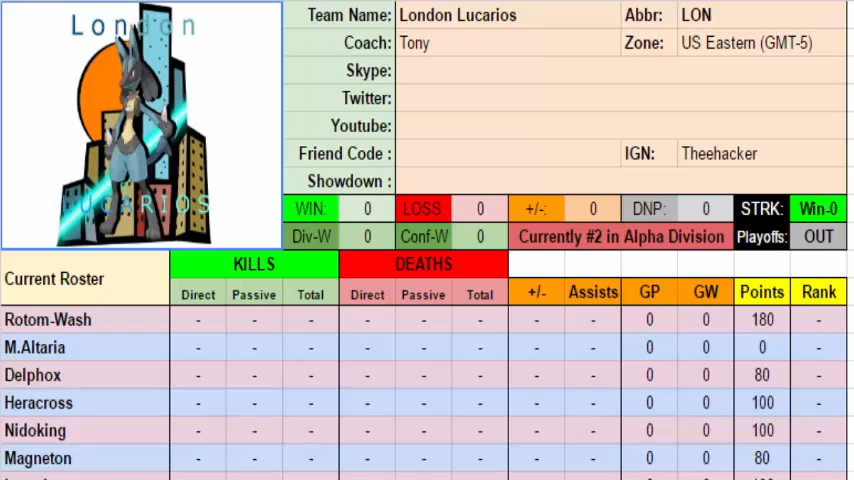 London
LUCARIOS
Team Name: London Lucarios Abbr: LON
Coach: Tony Zone: US Eastern (GMT-5)
Skype:
Twitter:
Youtube:
Friend Code : IGN: Theehacker
Showdown :
WIN: 0 LOSS: 0 +/-: 0 DNP: 0 STRK: Win-0
Div-W 0 Conf-W 0 Currently #2 in Alpha Division Playoffs: OUT
Current Roster KILLS DEATHS
Direct Passive Total Direct Passive Total +/- Assists GP GW Points Rank
Rotom-Wash - - - - - - - - 0 0 180 -
M.Altaria - - - - - - - - 0 0 0 -
Delphox - - - - - - - - 0 0 80 -
Heracross - - - - - - - - 0 0 100 -
Nidoking - - - - - - - - 0 0 100 -
Magneton - - - - - - - - 0 0 80 -